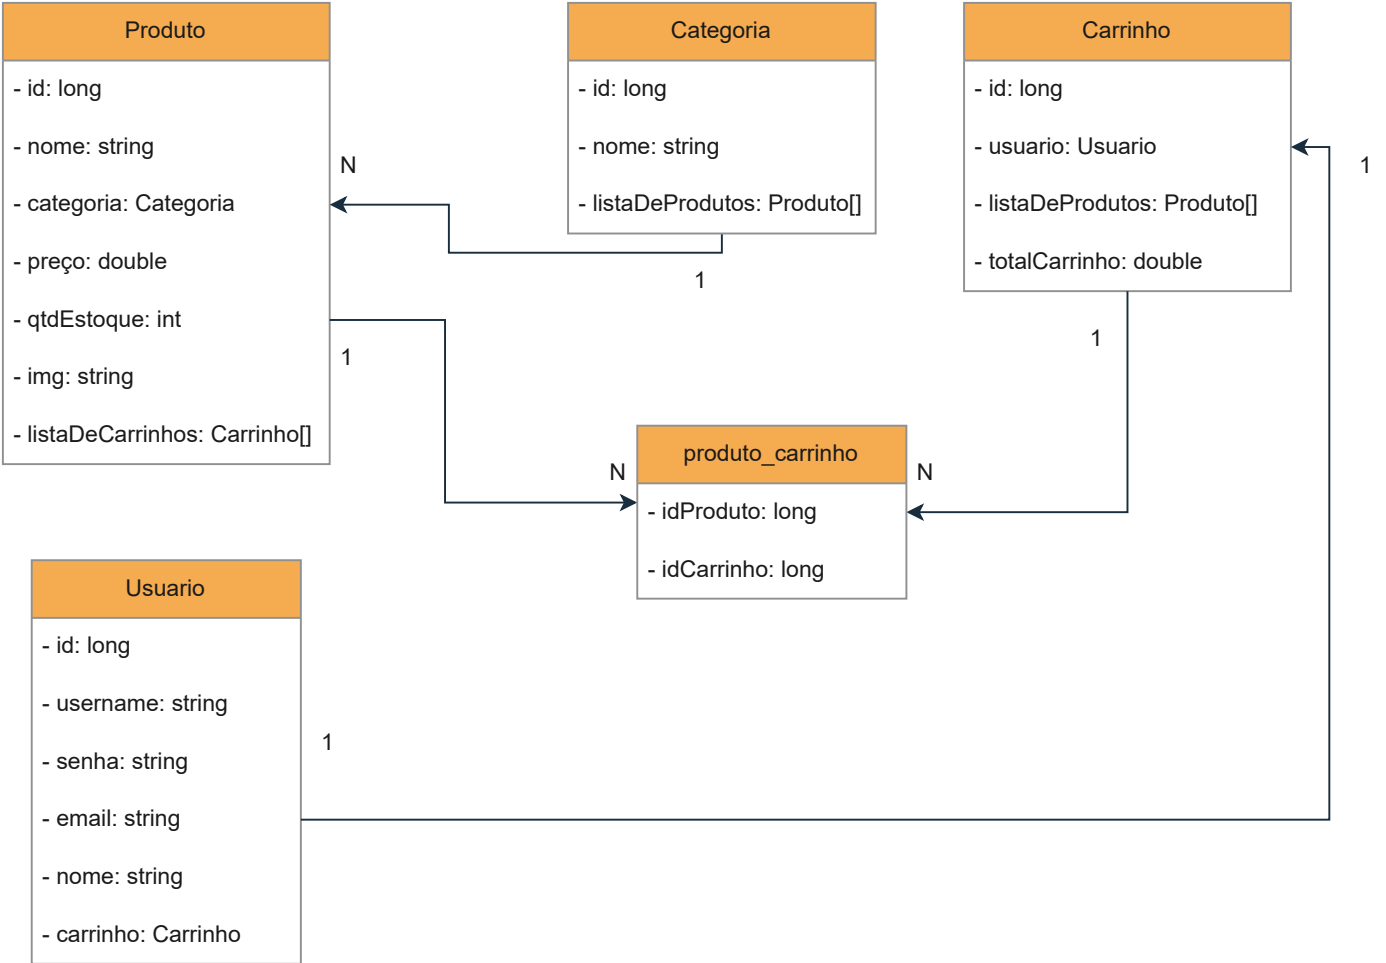 Produto
- id: long
- nome: string
- categoria: Categoria
- preço: double
- qtdEstoque: int
- img: string
- listaDeCarrinhos: Carrinho[]
N
1
Categoria
- id: long
- nome: string
- listaDeProdutos: Produto[]
1
Carrinho
- id: long
- usuario: Usuario
- listaDeProdutos: Produto[]
- totalCarrinho: double
1
1
N
produto_carrinho
N
- idProduto: long
- idCarrinho: long
Usuario
- id: long
- username: string
- senha: string
- email: string
- nome: string
- carrinho: Carrinho
1